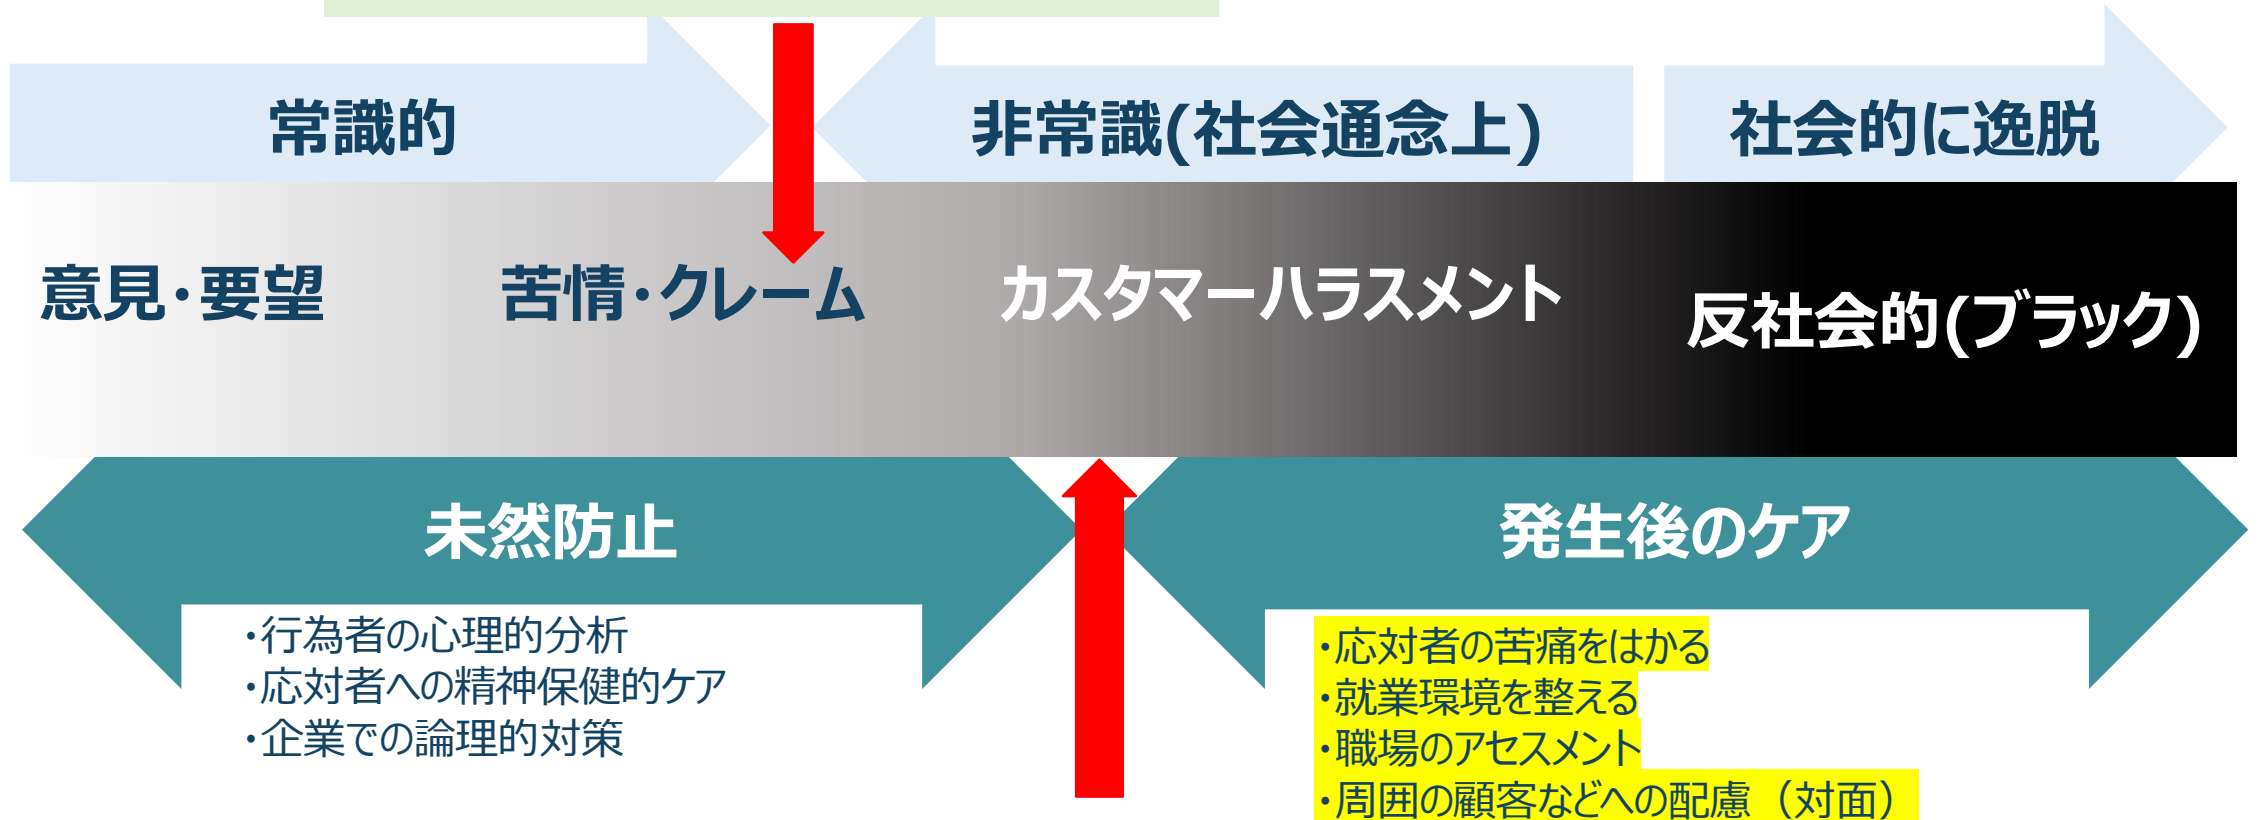 常識的
非常識(社会通念上)
社会的に逸脱
意見・要望
苦情・クレーム
カスタマーハラスメント
反社会的(ブラック)
未然防止
発生後のケア
・行為者の心理的分析
・応対者への精神保健的ケア
・企業での論理的対策
・応対者の苦痛をはかる
・就業環境を整える
・職場のアセスメント
・周囲の顧客などへの配慮（対面）